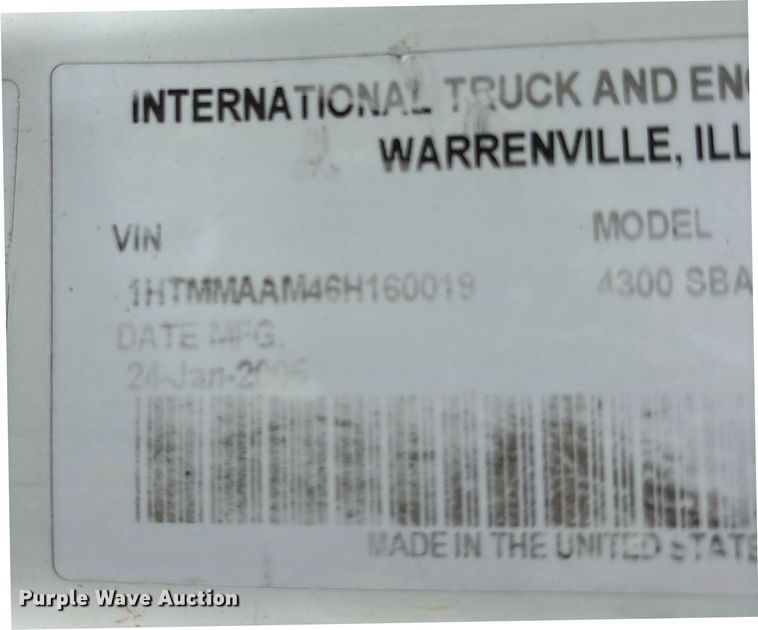 INTERNATIONAL TRUCK AND EN
WARRENVILLE, ILL
VIN
MODEL
1HTMMAAM46H160019
4300 SBA
DATE MFG.
MADE IN THE UNITED STATE
Purple Wave Auction